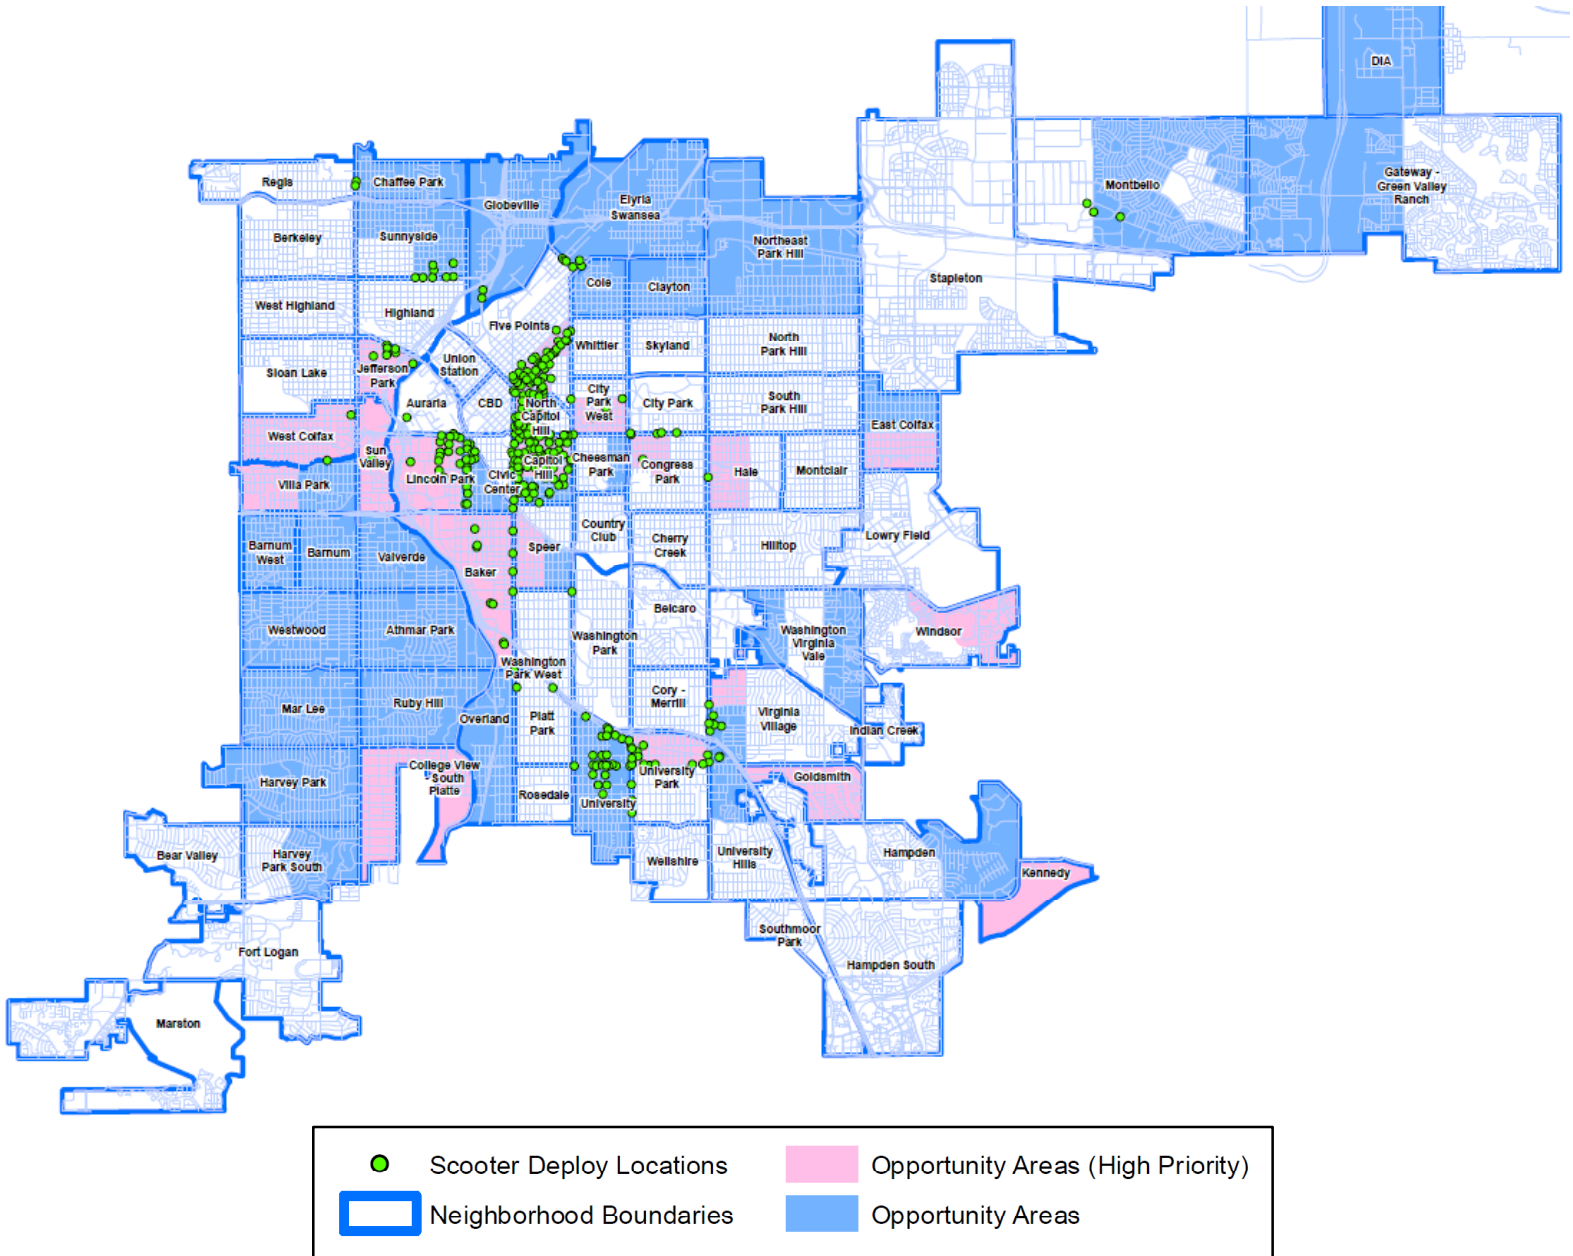 DIA
Regis
Chaffee Park
Globeville
Elyria
Swansea
Montbello
Gateway -
Green Valley
Ranch
Berkeley
Sunnyside
Northeast
Park Hill
Stapleton
Cole
Clayton
West Highland
Highland
Five Points
Whittier
Skyland
North
Park Hill
Sloan Lake
Jefferson
Park
Union
Station
Auraria
CBD
North
Capitol
Hill
City
Park
West
City Park
South
Park Hill
East Colfax
West Colfax
Sun
Valley
Lincoln Park
Civic
Center
Capitol
Hill
Cheesman
Park
Congress
Park
Hale
Montclair
Villa Park
Barnum
West
Barnum
Valverde
Baker
Speer
Country
Club
Cherry
Creek
Hilltop
Lowry Field
Westwood
Athmar Park
Washington
Park West
Washington
Park
Belcaro
Washington
Virginia
Vale
Windsor
Mar Lee
Ruby Hill
Overland
Platt
Park
Cory -
Merrill
Virginia
Village
Indian Creek
Harvey Park
College View
- South
Platte
Rosedale
University
University
Park
Goldsmith
Bear Valley
Harvey
Park South
Wellshire
University
Hills
Hampden
Kennedy
Fort Logan
Southmoor
Park
Hampden South
Marston
Scooter Deploy Locations
Opportunity Areas (High Priority)
Neighborhood Boundaries
Opportunity Areas